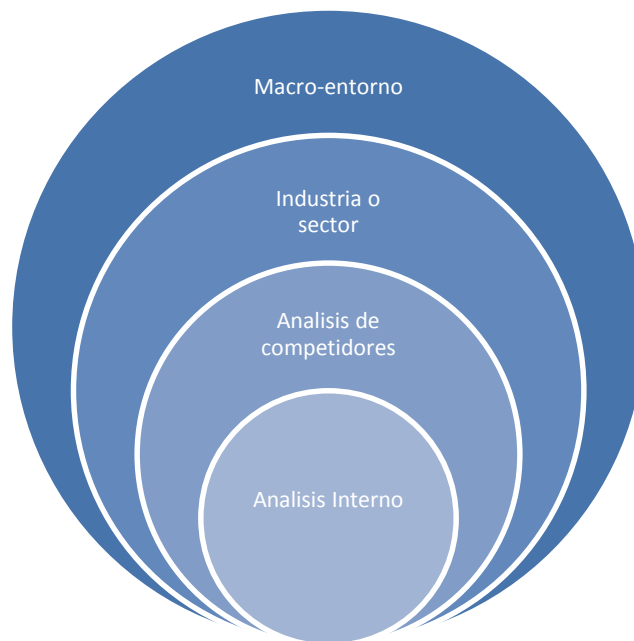 Macro-entorno
Industria o
sector
Analisis de
competidores
Analisis Interno